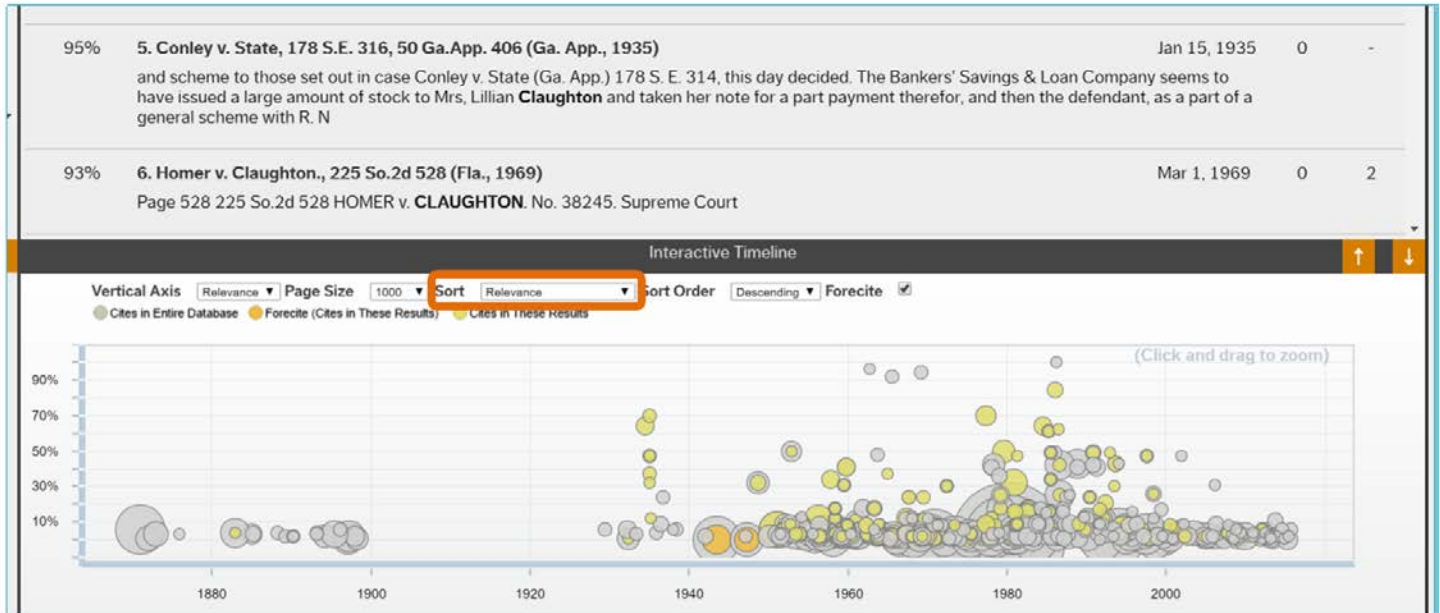 95% 5. Conley v. State, 178 S.E. 316, 50 Ga.App. 406 (Ga. App., 1935) Jan 15, 1935 0 -
and scheme to those set out in case Conley v. State (Ga. App.) 178 S. E. 314, this day decided. The Bankers' Savings & Loan Company seems to
have issued a large amount of stock to Mrs, Lillian Claughton and taken her note for a part payment therefor, and then the defendant, as a part of a
general scheme with R. N
93% 6. Homer v. Claughton., 225 So.2d 528 (Fla., 1969) Mar 1, 1969 0 2
Page 528 225 So.2d 528 HOMER v. CLAUGHTON. No. 38245. Supreme Court
Interactive Timeline ↑ ↓
Vertical Axis Relevance ▼ Page Size 1000 ▼ Sort Relevance ▼ Sort Order Descending ▼ Forecite
Cites in Entire Database Forecite (Cites in These Results) Cites in These Results
(Click and drag to zoom)
90%
70%
50%
30%
10%
1880 1900 1920 1940 1960 1980 2000